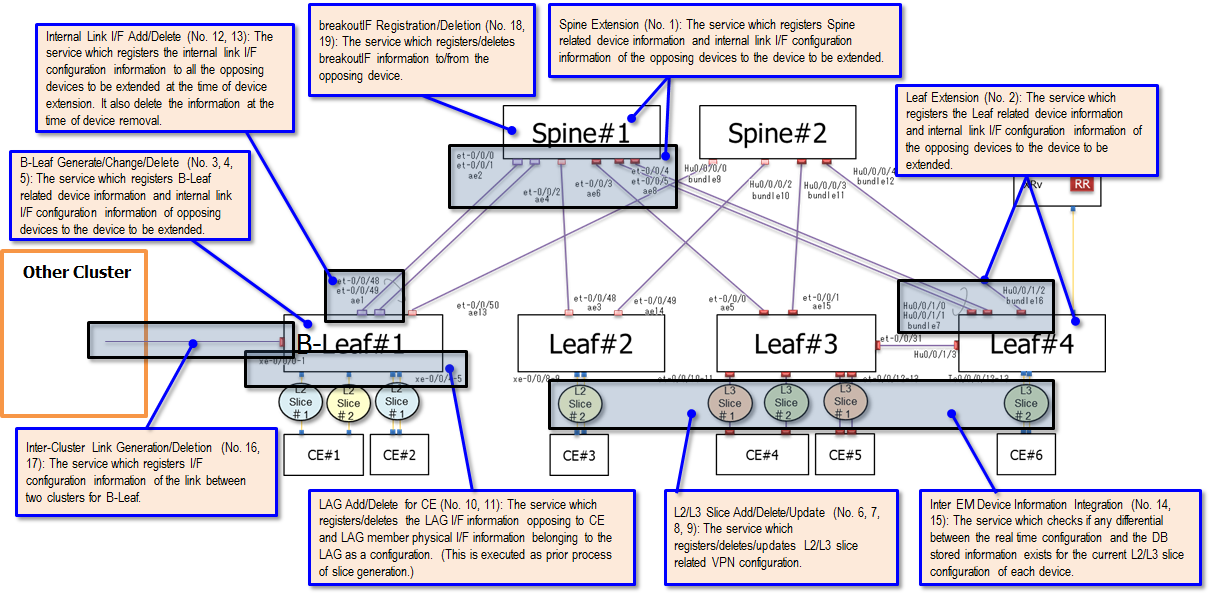 Internal Link I/F Add/Delete (No. 12, 13): The
service which registers the internal link I/F
configuration information to all the opposing
devices to be extended at the time of device
extension. It also delete the information at the
time of device removal.
breakoutIF Registration/Deletion (No. 18,
19): The service which registers/deletes
breakoutIF information to/from the
opposing device.
Spine Extension (No. 1): The service which registers Spine
related device information and internal link I/F configuration
information of the opposing devices to the device to be extended.
Leaf Extension (No. 2): The service which
registers the Leaf related device information
and internal link I/F configuration information of
the opposing devices to the device to be
extended.
B-Leaf Generate/Change/Delete (No. 3, 4,
5): The service which registers B-Leaf
related device information and internal link
I/F configuration information of opposing
devices to the device to be extended.
Spine#1
Spine#2
et-0/0/0
et-0/0/1
ae2
et-0/0/2
ae4
et-0/0/3
ae6
et-0/0/4
et-0/0/5
ae8
Hu0/0/0/0
bundle9
Hu0/0/0/2
bundle10
Hu0/0/0/3
bundle11
Hu0/0/0/4
bundle12
XRv
RR
Other Cluster
et-0/0/48
et-0/0/49
ae1
et-0/0/50
ae13
et-0/0/48
ae3
et-0/0/49
ae14
et-0/0/0
ae5
et-0/0/1
ae15
Hu0/0/1/0
Hu0/0/1/1
bundle7
Hu0/0/1/2
bundle16
B-Leaf#1
Leaf#2
Leaf#3
Leaf#4
et-0/0/31
Hu0/0/1/3
L2
Slice
#1
L2
Slice
#2
L2
Slice
#1
L2
Slice
#2
L3
Slice
#1
L3
Slice
#2
L3
Slice
#1
L3
Slice
#2
CE#1
CE#2
CE#3
CE#4
CE#5
CE#6
Inter-Cluster Link Generation/Deletion (No. 16,
17): The service which registers I/F
configuration information of the link between
two clusters for B-Leaf.
LAG Add/Delete for CE (No. 10, 11): The service which
registers/deletes the LAG I/F information opposing to CE
and LAG member physical I/F information belonging to the
LAG as a configuration. (This is executed as prior process
of slice generation.)
L2/L3 Slice Add/Delete/Update (No. 6, 7,
8, 9): The service which
registers/deletes/updates L2/L3 slice
related VPN configuration.
Inter EM Device Information Integration (No. 14,
15): The service which checks if any differential
between the real time configuration and the DB
stored information exists for the current L2/L3 slice
configuration of each device.